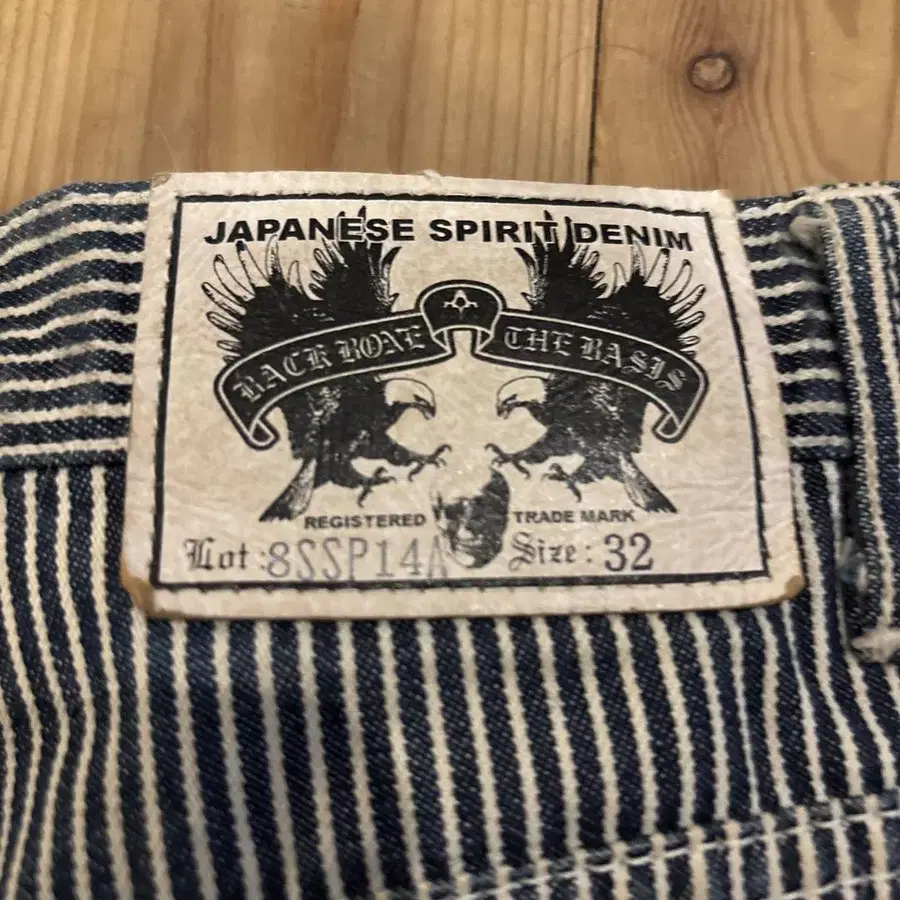 JAPANESE SPIRIT DENIM
BACK BONE THE BASIS
REGISTERED TRADE MARK
Lot : 8SSP14A Size : 32